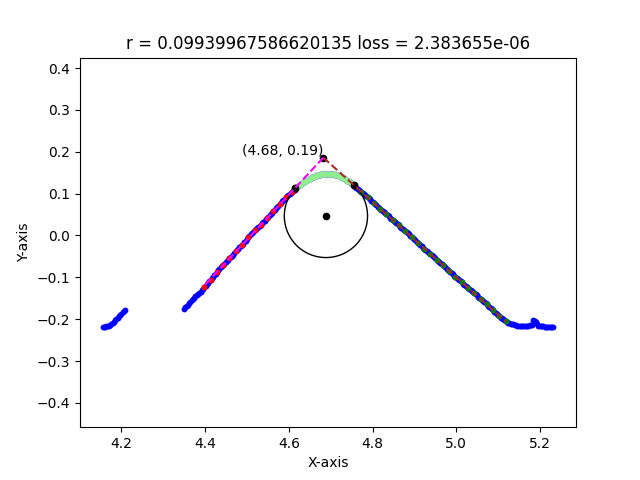 r = 0.09939967586620135 loss = 2.383655e-06
0.4
0.3
0.2
0.1
0.0
−0.1
−0.2
−0.3
−0.4
Y-axis
(4.68, 0.19)
4.2 4.4 4.6 4.8 5.0 5.2
X-axis